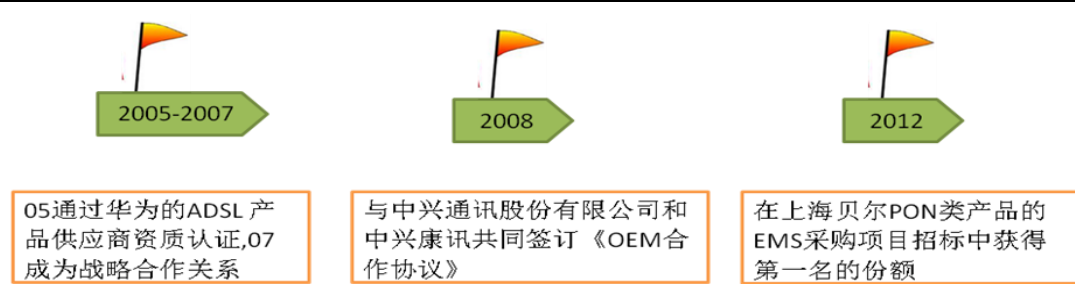 2005-2007
2008
2012
05通过华为的ADSL 产
品供应商资质认证,07
成为战略合作关系
与中兴通讯股份有限公司和
中兴康讯共同签订《OEM合
作协议》
在上海贝尔PON类产品的
EMS采购项目招标中获得
第一名的份额